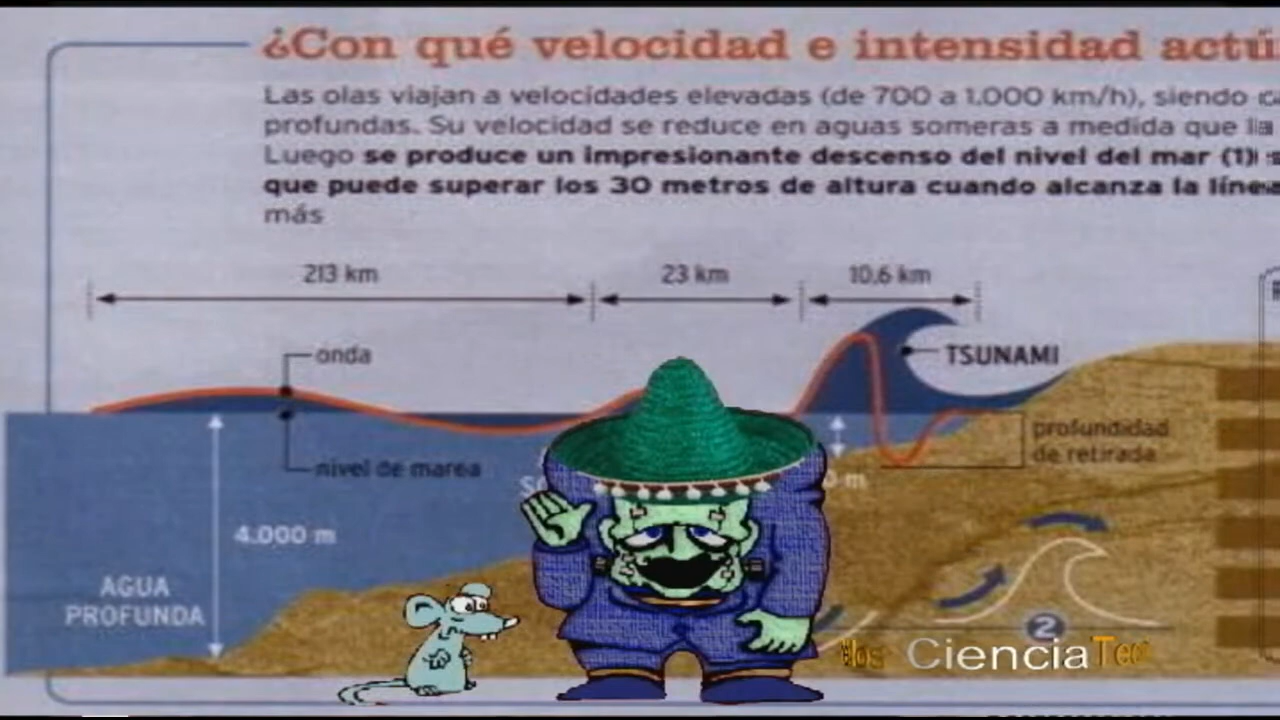 ¿Con qué velocidad e intensidad actú
Las olas viajan a velocidades elevadas (de 700 a 1.000 km/h), siendo
profundas. Su velocidad se reduce en aguas someras a medida que la
Luego se produce un impresionante descenso del nivel del mar (1)
que puede superar los 30 metros de altura cuando alcanza la línea
más
213 km
23 km
10,6 km
onda
TSUNAMI
profundidad
de retirada
nivel de marea
4.000 m
AGUA
PROFUNDA
2
CienciaTec